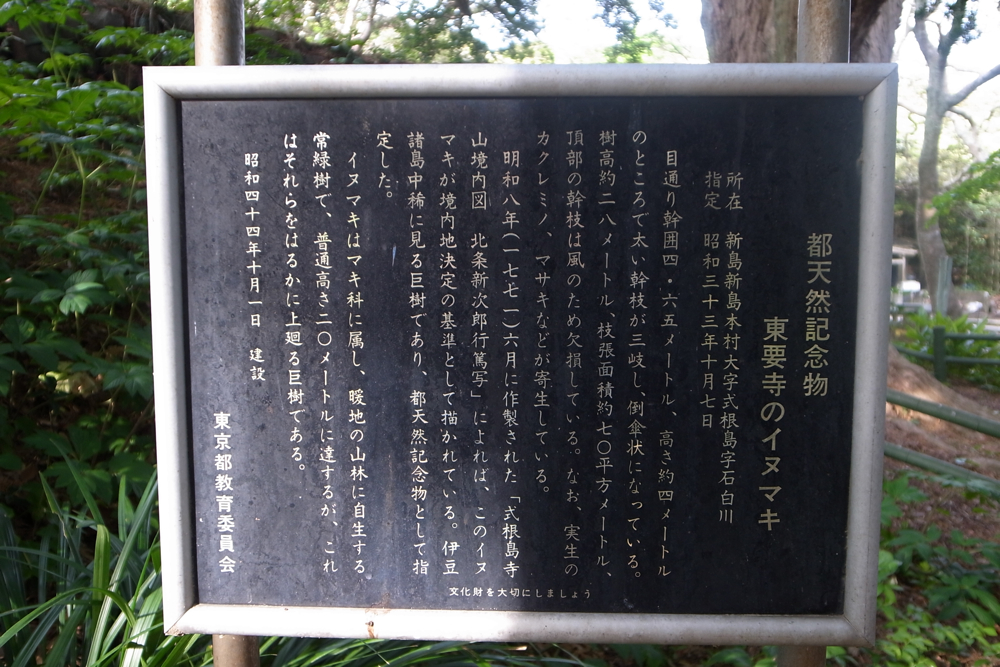 都天然記念物
東要寺のイヌマキ
所在 新島新島本村大字式根島字石白川
指定 昭和三十三年十月七日
目通り幹囲四・六五メートル、高さ約四メートル
のところで太い幹枝が三岐し、倒傘状になっている。
樹高約二八メートル、枝張面積約七〇平方メートル、
頂部の幹枝は風のため欠損している。なお、実生の
カクレミノ、マサキなどが寄生している。
明和八年(一七七一)六月に作製された「式根島寺
山境内図 北条新次郎行篤写」によれば、このイヌ
マキが境内地決定の基準として描かれている。伊豆
諸島中稀に見る巨樹であり、都天然記念物として指
定した。
イヌマキはマキ科に属し、暖地の山林に自生する
常緑樹で、普通高さ二〇メートルに達するが、これ
はそれらをはるかに上廻る巨樹である。
昭和四十四年十月一日 建設
東京都教育委員会
文化財を大切にしましょう